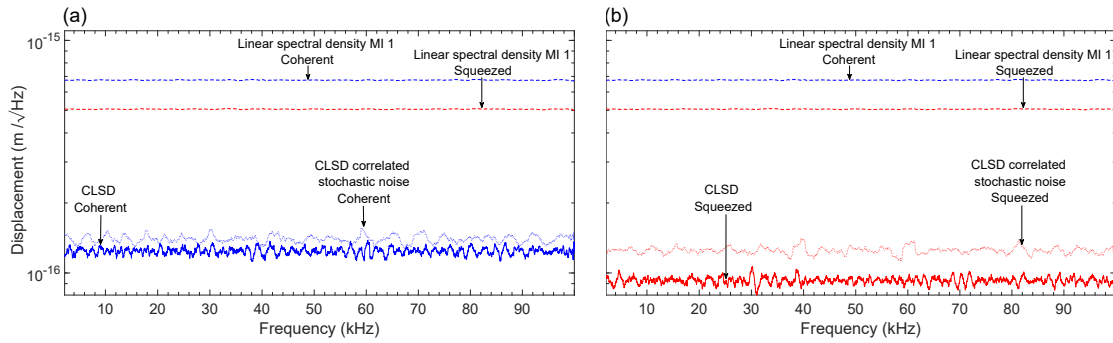 (a)
10⁻¹⁵
10⁻¹⁶
Displacement (m /√Hz)
Linear spectral density MI 1
Coherent
Linear spectral density MI 1
Squeezed
CLSD
Coherent
CLSD correlated
stochastic noise
Coherent
10 20 30 40 50 60 70 80 90
Frequency (kHz)
(b)
Linear spectral density MI 1
Coherent
Linear spectral density MI 1
Squeezed
CLSD
Squeezed
CLSD correlated
stochastic noise
Squeezed
10 20 30 40 50 60 70 80 90
Frequency (kHz)